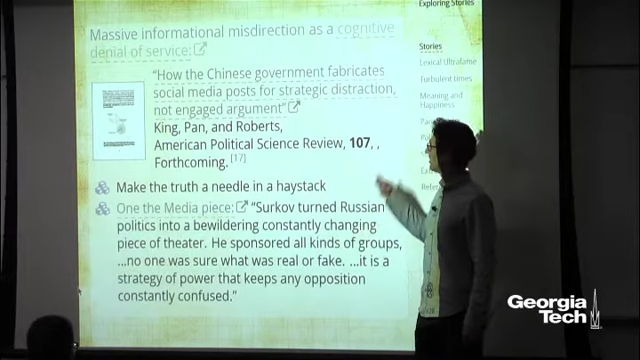 Exploring Stories
Massive informational misdirection as a cognitive
denial of service:
"How the Chinese government fabricates
social media posts for strategic distraction,
not engaged argument"
King, Pan, and Roberts,
American Political Science Review, 107, ,
Forthcoming. [17]
Make the truth a needle in a haystack
One the Media piece: "Surkov turned Russian
politics into a bewildering constantly changing
piece of theater. He sponsored all kinds of groups,
...no one was sure what was real or fake. ...it is a
strategy of power that keeps any opposition
constantly confused."
Stories
Lexical Ultrafame
Turbulent times
Meaning and
Happiness
Georgia
Tech